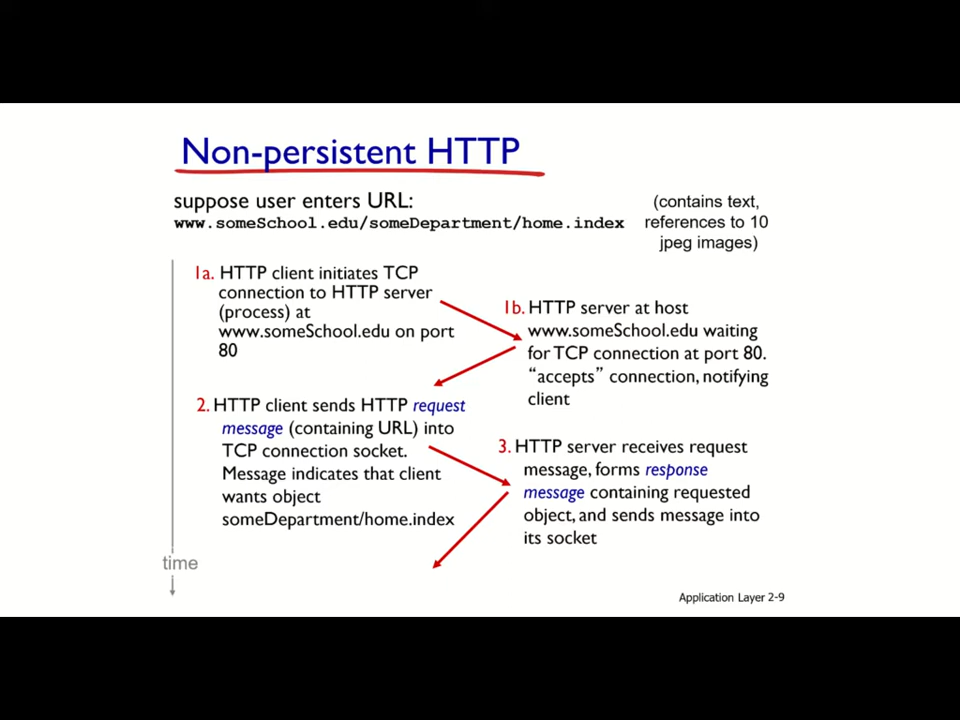 Non-persistent HTTP
suppose user enters URL:
www.someSchool.edu/someDepartment/home.index
(contains text,
references to 10
jpeg images)
1a. HTTP client initiates TCP
connection to HTTP server
(process) at
www.someSchool.edu on port
80
1b. HTTP server at host
www.someSchool.edu waiting
for TCP connection at port 80.
“accepts” connection, notifying
client
2. HTTP client sends HTTP request
message (containing URL) into
TCP connection socket.
Message indicates that client
wants object
someDepartment/home.index
3. HTTP server receives request
message, forms response
message containing requested
object, and sends message into
its socket
time
Application Layer 2-9